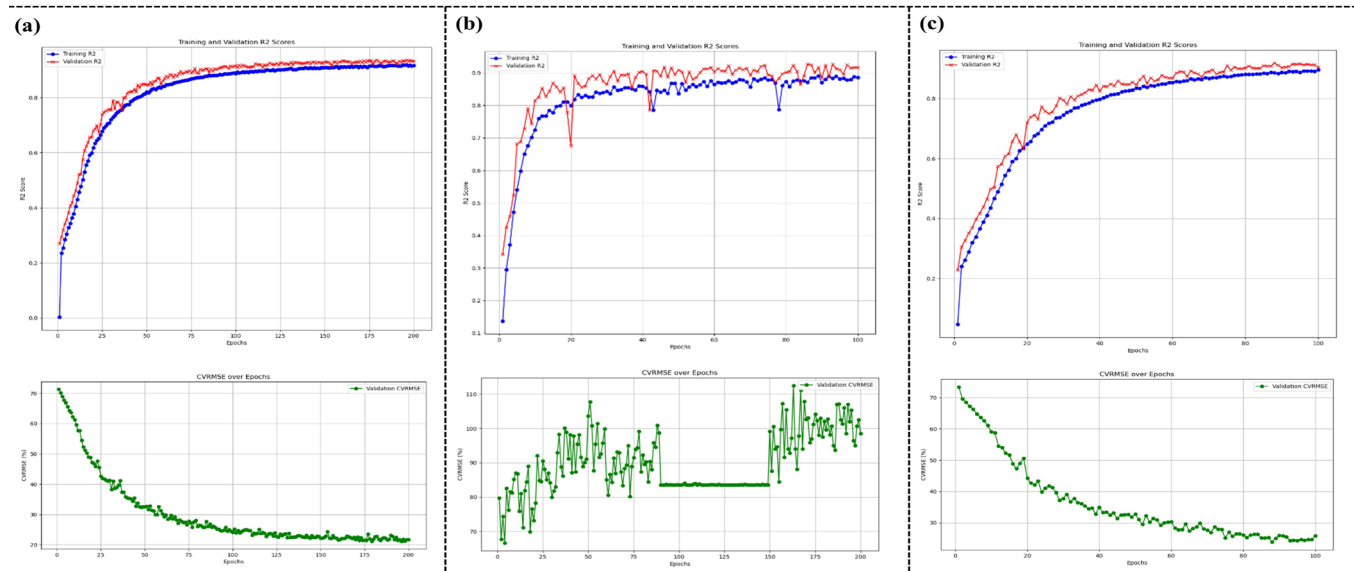 (a)
Training and Validation R2 Scores
Training R2
Validation R2
0.8
0.6
0.4
0.2
0.0
R2 Score
0 25 50 75 100 125 150 175 200
Epochs
CVRMSE over Epochs
Validation CVRMSE
70
60
50
40
30
20
CVRMSE (%)
0 25 50 75 100 125 150 175 200
Epochs
(b)
Training and Validation R2 Scores
Training R2
Validation R2
0.9
0.8
0.7
0.6
0.5
0.4
0.3
0.2
0.1
R2 Score
0 20 40 60 80 100
Epochs
CVRMSE over Epochs
Validation CVRMSE
110
100
90
80
70
CVRMSE (%)
0 25 50 75 100 125 150 175 200
Epochs
(c)
Training and Validation R2 Scores
Training R2
Validation R2
0.8
0.6
0.4
0.2
R2 Score
0 20 40 60 80 100
Epochs
CVRMSE over Epochs
Validation CVRMSE
70
60
50
40
30
CVRMSE (%)
0 20 40 60 80 100
Epochs